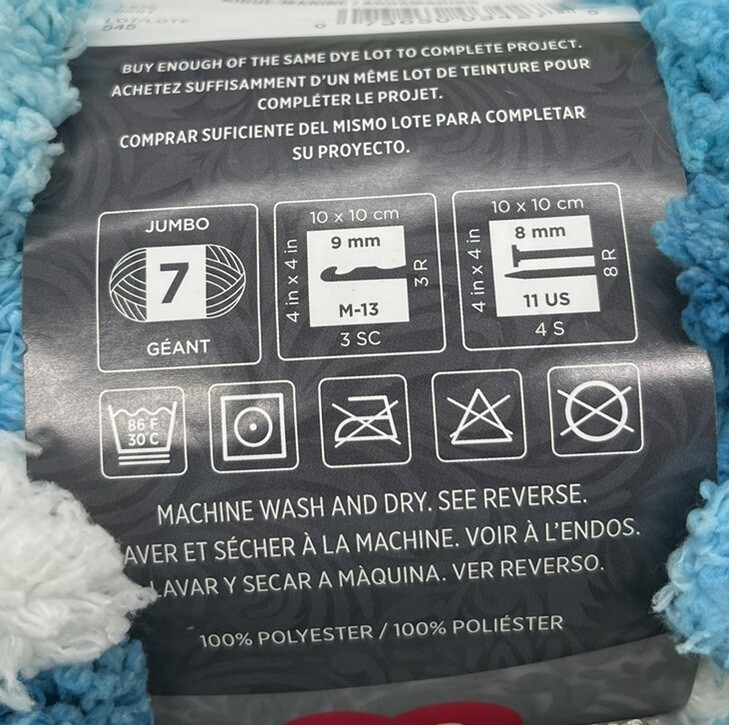 545
BUY ENOUGH OF THE SAME DYE LOT TO COMPLETE PROJECT.
ACHETEZ SUFFISAMMENT D'UN MÊME LOT DE TEINTURE POUR
COMPLÉTER LE PROJET.
COMPRAR SUFICIENTE DEL MISMO LOTE PARA COMPLETAR
SU PROYECTO.
JUMBO
7
GÉANT
10 x 10 cm
4 in x 4 in
9 mm
M-13
3 R
3 SC
10 x 10 cm
4 in x 4 in
8 mm
11 US
8 R
4 S
86 F
30°C
MACHINE WASH AND DRY. SEE REVERSE.
AVER ET SÉCHER À LA MACHINE. VOIR À L'ENDOS.
LAVAR Y SECAR A MÀQUINA. VER REVERSO.
100% POLYESTER / 100% POLIÉSTER